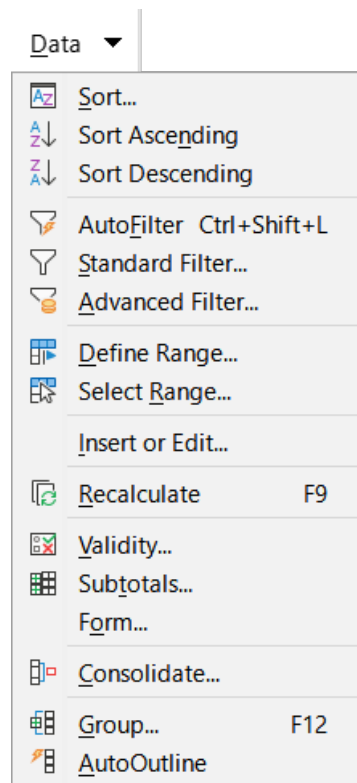 Data
Sort...
Sort Ascending
Sort Descending
AutoFilter Ctrl+Shift+L
Standard Filter...
Advanced Filter...
Define Range...
Select Range...
Insert or Edit...
Recalculate F9
Validity...
Subtotals...
Form...
Consolidate...
Group... F12
AutoOutline